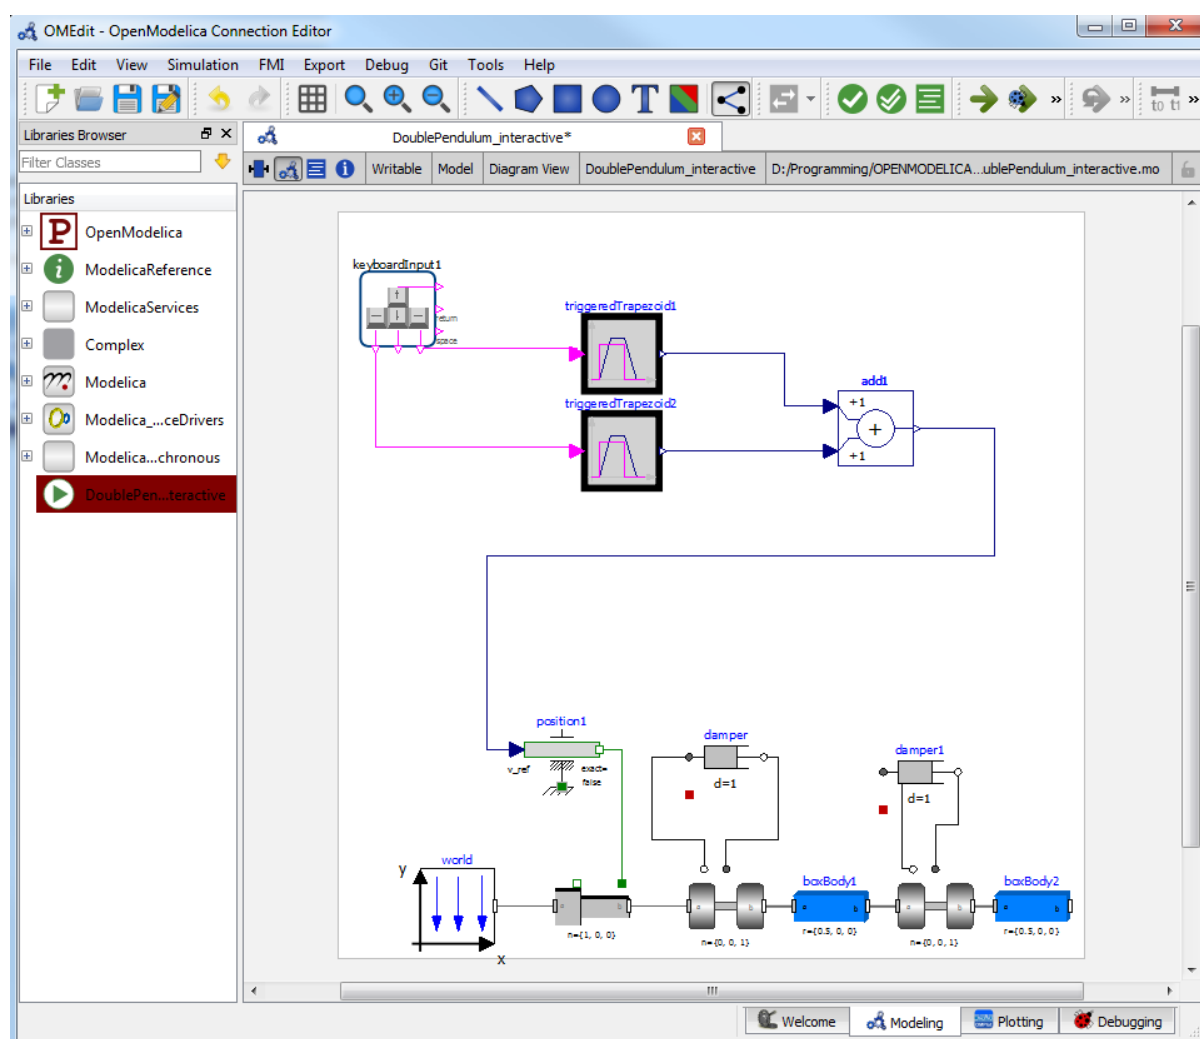 OMEdit - OpenModelica Connection Editor
File Edit View Simulation FMI Export Debug Git Tools Help
T » » to t1 »
Libraries Browser
DoublePendulum_interactive*
Filter Classes
Writable Model Diagram View DoublePendulum_interactive D:/Programming/OPENMODELICA...ublePendulum_interactive.mo
Libraries
P OpenModelica
i ModelicaReference
ModelicaServices
Complex
Modelica
Modelica_...ceDrivers
Modelica...chronous
DoublePen...teractive
keyboardInput1
return
space
triggeredTrapezoid1
triggeredTrapezoid2
add1
+1
+
+1
position1
v_ref
exact=
false
damper
d=1
damper1
d=1
world
y
x
a b
n={1, 0, 0}
a b
n={0, 0, 1}
boxBody1
a b
r={0.5, 0, 0}
a b
n={0, 0, 1}
boxBody2
a b
r={0.5, 0, 0}
Welcome Modeling Plotting Debugging